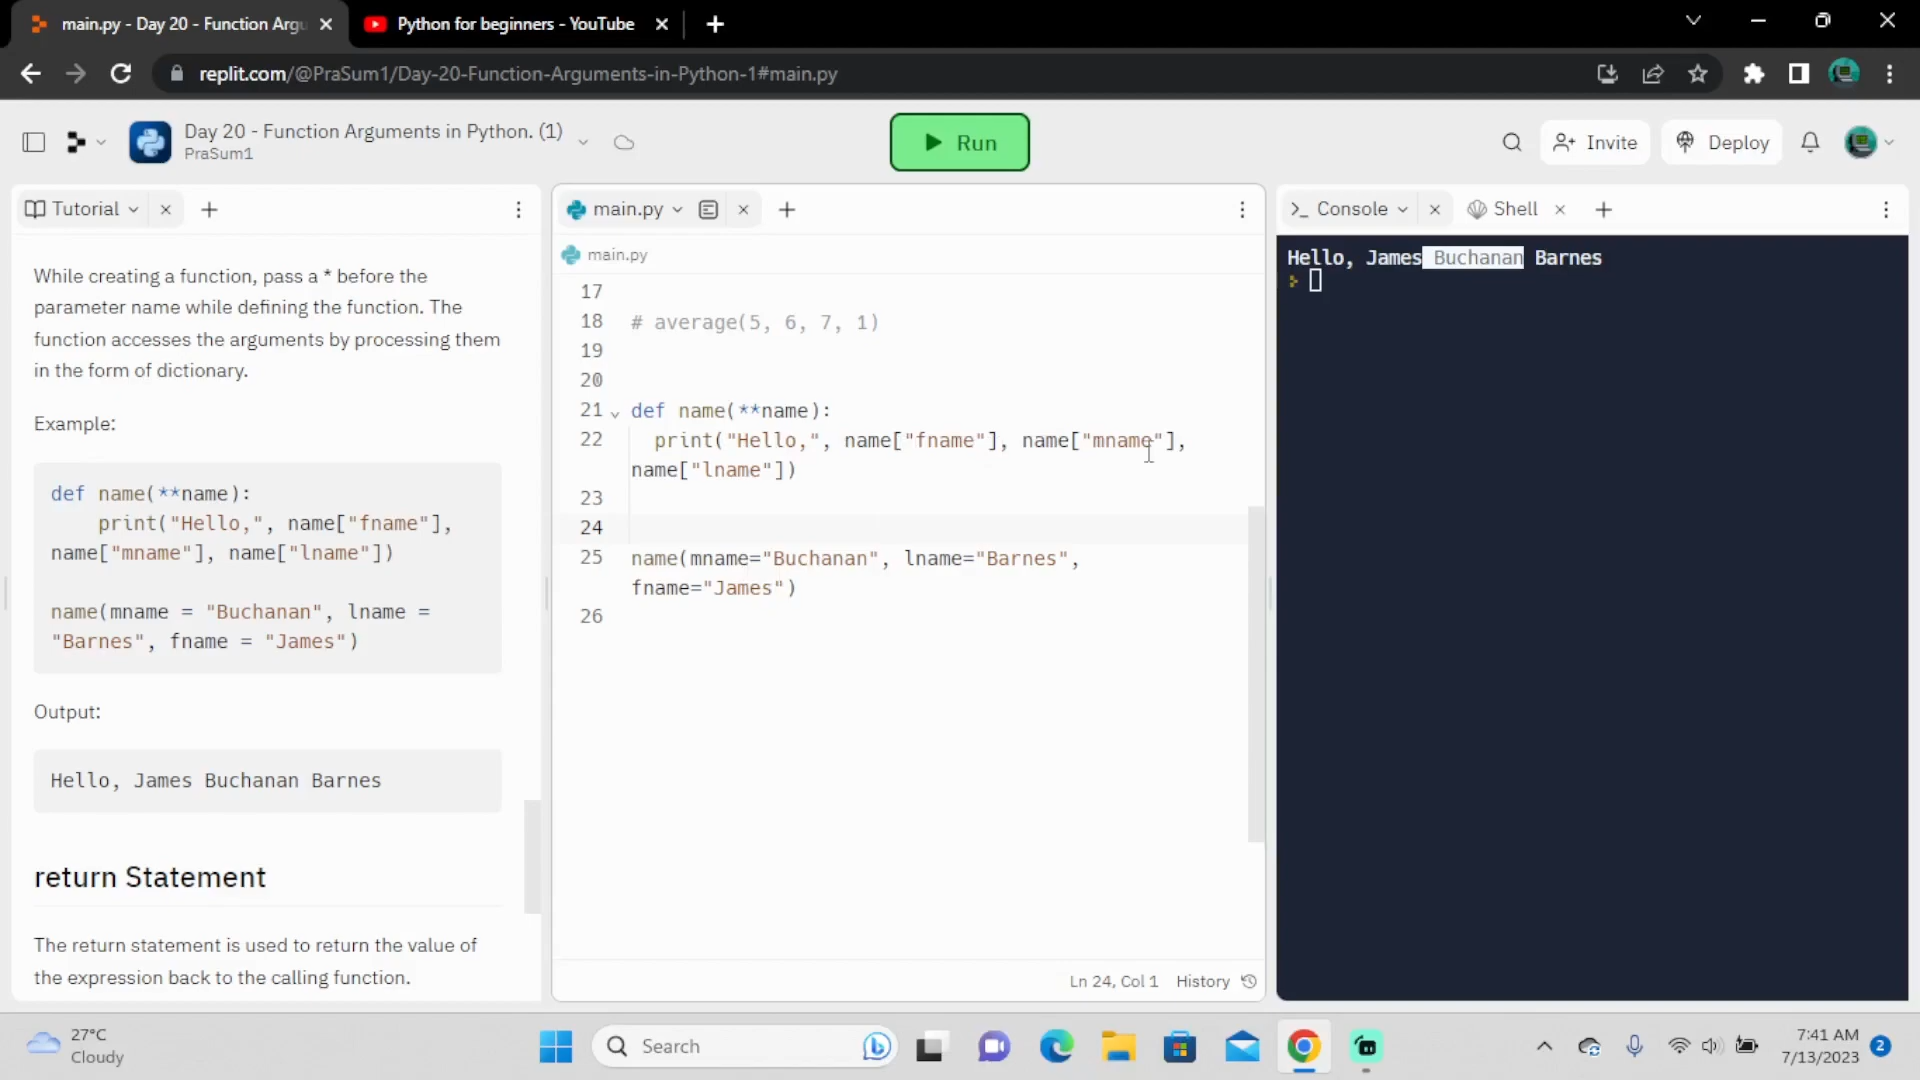 main.py - Day 20 - Function Argu
Python for beginners - YouTube
replit.com/@PraSum1/Day-20-Function-Arguments-in-Python-1#main.py
Day 20 - Function Arguments in Python. (1)
PraSum1
Run
Invite
Deploy
Tutorial
While creating a function, pass a * before the
parameter name while defining the function. The
function accesses the arguments by processing them
in the form of dictionary.
Example:
def name(**name):
print("Hello,", name["fname"],
name["mname"], name["lname"])
name(mname = "Buchanan", lname =
"Barnes", fname = "James")
Output:
Hello, James Buchanan Barnes
return Statement
The return statement is used to return the value of
the expression back to the calling function.
main.py
main.py
17
18 # average(5, 6, 7, 1)
19
20
21 def name(**name):
22 print("Hello,", name["fname"], name["mname"],
name["lname"])
23
24
25 name(mname="Buchanan", lname="Barnes",
fname="James")
26
Ln 24, Col 1 History
Console
Shell
Hello, James Buchanan Barnes
27°C
Cloudy
Search
7:41 AM
7/13/2023
2